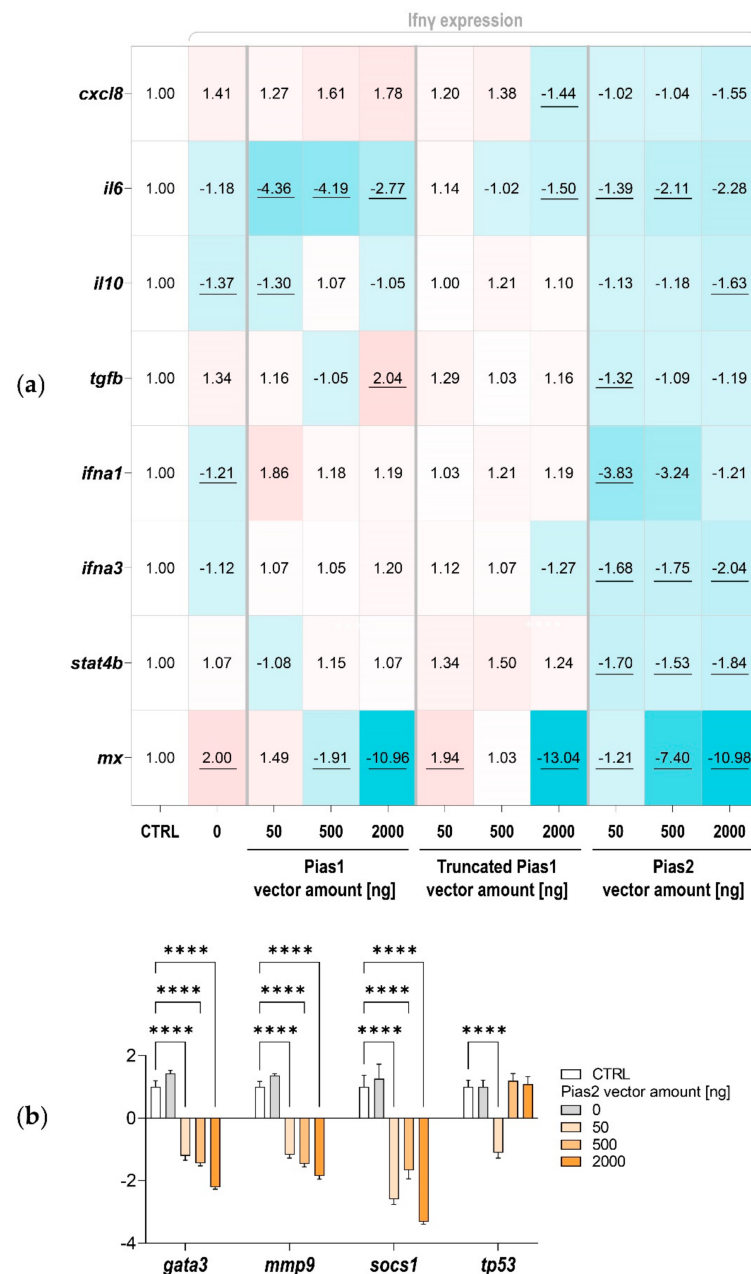 Ifnγ expression
cxcl8 1.00 1.41 1.27 1.61 1.78 1.20 1.38 -1.44 -1.02 -1.04 -1.55
il6 1.00 -1.18 -4.36 -4.19 -2.77 1.14 -1.02 -1.50 -1.39 -2.11 -2.28
il10 1.00 -1.37 -1.30 1.07 -1.05 1.00 1.21 1.10 -1.13 -1.18 -1.63
(a)
tgfb 1.00 1.34 1.16 -1.05 2.04 1.29 1.03 1.16 -1.32 -1.09 -1.19
ifna1 1.00 -1.21 1.86 1.18 1.19 1.03 1.21 1.19 -3.83 -3.24 -1.21
ifna3 1.00 -1.12 1.07 1.05 1.20 1.12 1.07 -1.27 -1.68 -1.75 -2.04
stat4b 1.00 1.07 -1.08 1.15 1.07 1.34 1.50 1.24 -1.70 -1.53 -1.84
mx 1.00 2.00 1.49 -1.91 -10.96 1.94 1.03 -13.04 -1.21 -7.40 -10.98
CTRL 0 50 500 2000 50 500 2000 50 500 2000
Pias1 Truncated Pias1 Pias2
vector amount [ng] vector amount [ng] vector amount [ng]
**** **** ****
**** **** ****
**** **** **** ****
2
CTRL
Pias2 vector amount [ng]
0
0
50
500
2000
(b)
-2
-4
gata3 mmp9 socs1 tp53